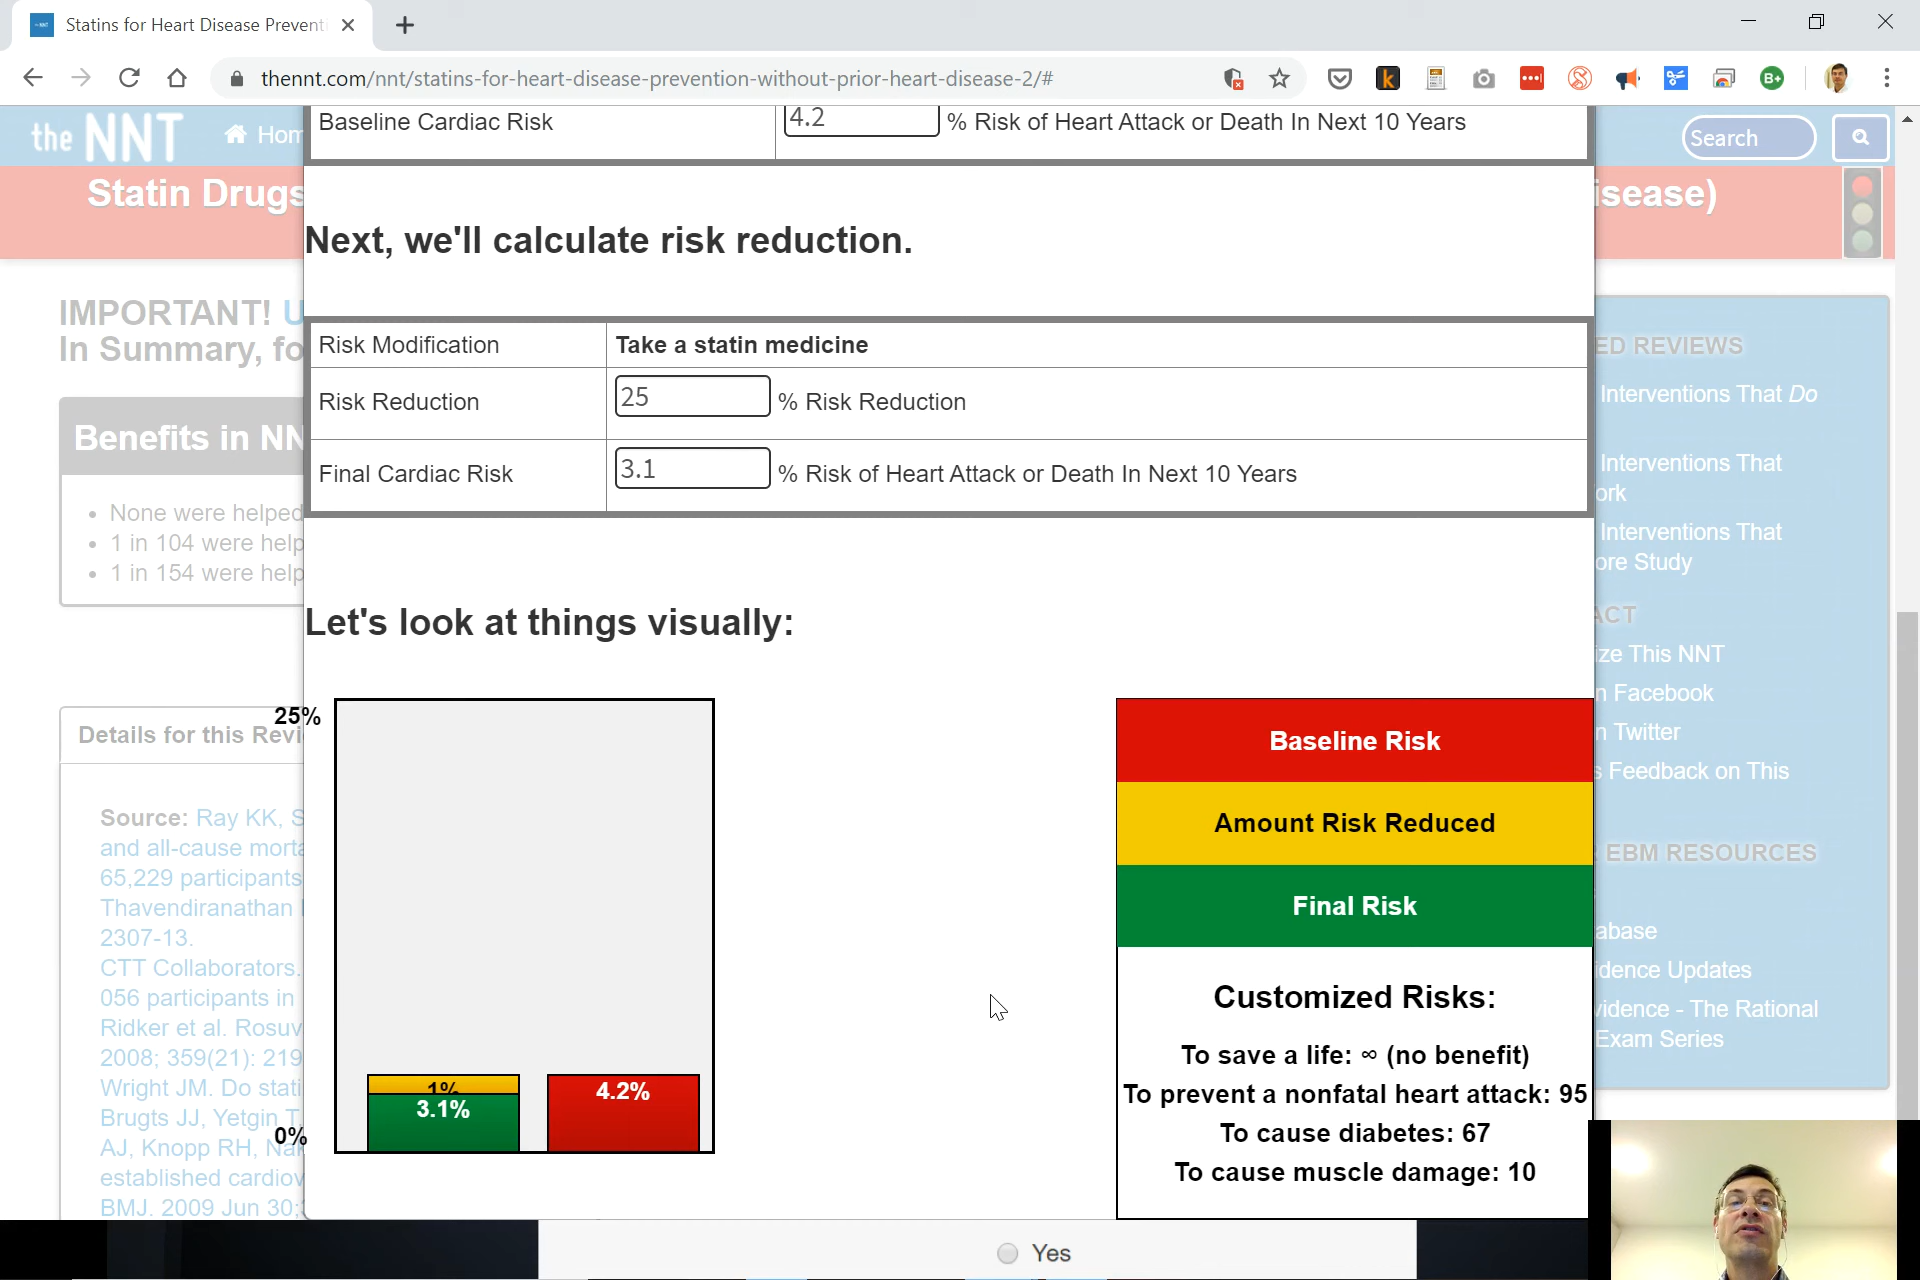 Statins for Heart Disease Prevent
thennt.com/nnt/statins-for-heart-disease-prevention-without-prior-heart-disease-2/#
B+
the NNT
Hom
Search
Baseline Cardiac Risk
4.2
% Risk of Heart Attack or Death In Next 10 Years
Statin Drugs
isease)
Next, we'll calculate risk reduction.
IMPORTANT! U
In Summary, fo
Risk Modification
Take a statin medicine
Risk Reduction
25
% Risk Reduction
Final Cardiac Risk
3.1
% Risk of Heart Attack or Death In Next 10 Years
Benefits in NN
None were helped
1 in 104 were help
1 in 154 were help
Let's look at things visually:
25%
0%
1%
3.1%
4.2%
Baseline Risk
Amount Risk Reduced
Final Risk
Customized Risks:
To save a life: ∞ (no benefit)
To prevent a nonfatal heart attack: 95
To cause diabetes: 67
To cause muscle damage: 10
Details for this Revi
Source: Ray KK, S
and all-cause morta
65,229 participants
Thavendiranathan
2307-13.
CTT Collaborators.
056 participants in
Ridker et al. Rosuv
2008; 359(21): 219
Wright JM. Do stati
Brugts JJ, Yetgin T,
AJ, Knopp RH, Nak
established cardiov
BMJ. 2009 Jun 30;
ED REVIEWS
Interventions That Do
Interventions That
ork
Interventions That
ore Study
ACT
ize This NNT
n Facebook
n Twitter
s Feedback on This
EBM RESOURCES
abase
idence Updates
vidence - The Rational
Exam Series
Yes